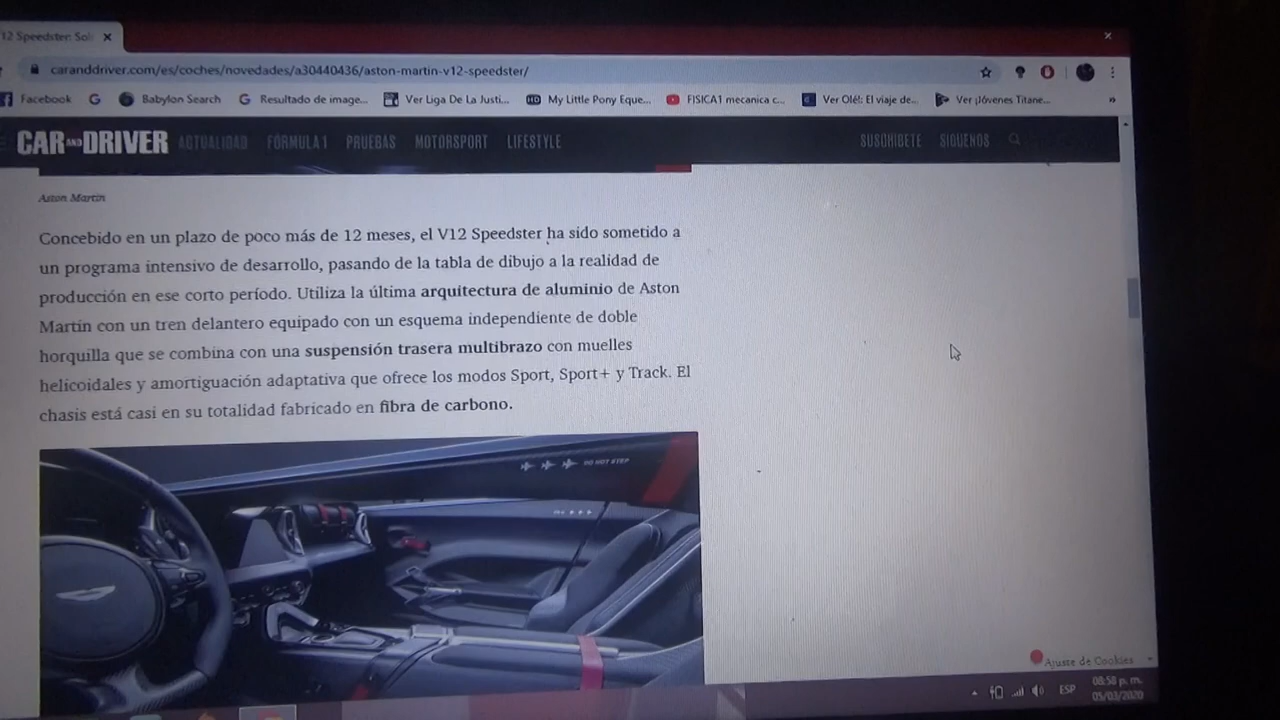 12 Speedster: Sol
caranddriver.com/es/coches/novedades/a30440436/aston-martin-v12-speedster/
Facebook Babylon Search Resultado de image... Ver Liga De La Justi... HD My Little Pony Eque... FISICA1 mecanica c... Ver Olé!: El viaje de... Ver ¡Jóvenes Titane... »
CAR AND DRIVER ACTUALIDAD FÓRMULA 1 PRUEBAS MOTORSPORT LIFESTYLE SUSCRÍBETE SÍGUENOS
Aston Martin
Concebido en un plazo de poco más de 12 meses, el V12 Speedster ha sido sometido a
un programa intensivo de desarrollo, pasando de la tabla de dibujo a la realidad de
producción en ese corto período. Utiliza la última arquitectura de aluminio de Aston
Martin con un tren delantero equipado con un esquema independiente de doble
horquilla que se combina con una suspensión trasera multibrazo con muelles
helicoidales y amortiguación adaptativa que ofrece los modos Sport, Sport+ y Track. El
chasis está casi en su totalidad fabricado en fibra de carbono.
DO NOT STEP
Ajuste de Cookies
ESP
08:58 p. m.
05/03/2020